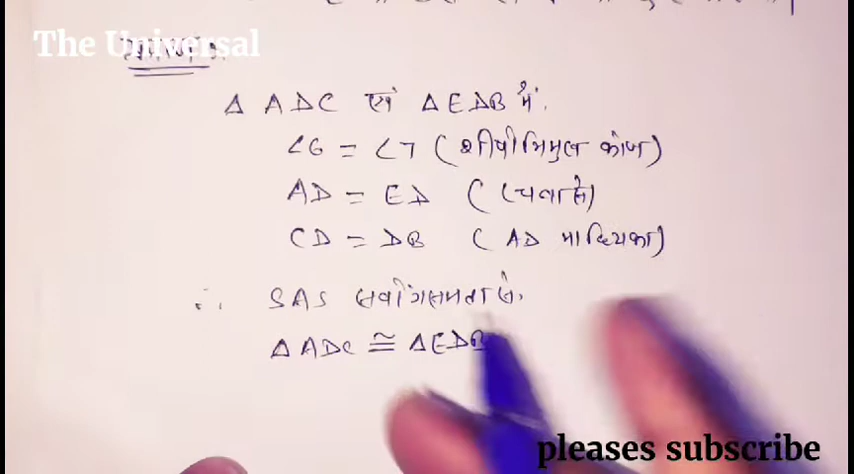 The Universal
Δ ADC एवं Δ EDB में,
∠6 = ∠7 (शीर्षाभिमुख कोण)
AD = ED (रचना से)
CD = DB (AD माध्यिका)
∴ SAS सर्वांगसमता से,
Δ ADC ≅ Δ EDB
pleases subscribe